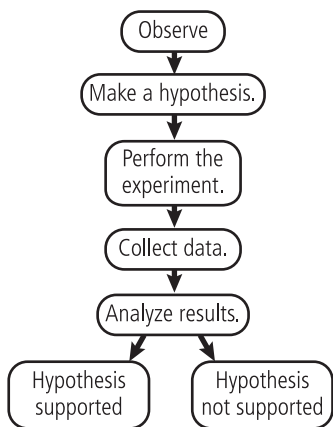 Observe
Make a hypothesis.
Perform the
experiment.
Collect data.
Analyze results.
Hypothesis
supported
Hypothesis
not supported